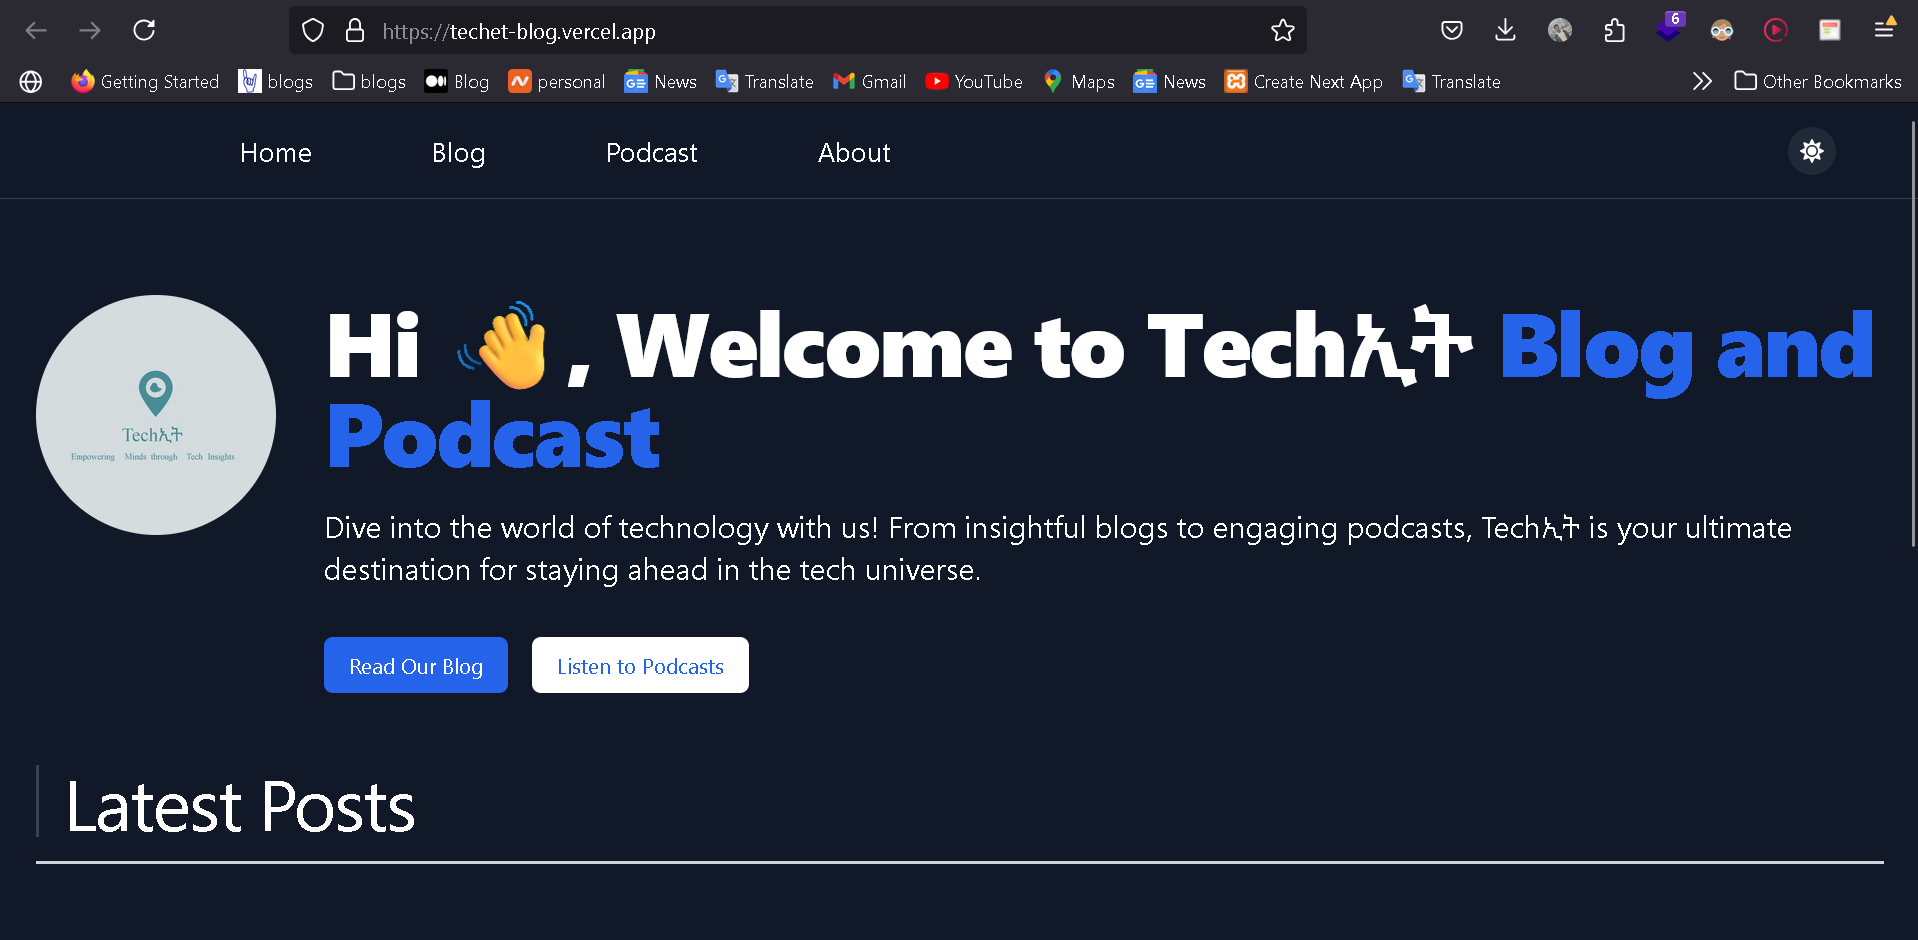 https://techet-blog.vercel.app
6
Getting Started blogs blogs Blog personal News Translate Gmail YouTube Maps News Create Next App Translate Other Bookmarks
Home Blog Podcast About
Hi 👋, Welcome to Techኢት Blog and
Podcast
Techኢት
Empowering Minds through Tech Insights
Dive into the world of technology with us! From insightful blogs to engaging podcasts, Techኢት is your ultimate
destination for staying ahead in the tech universe.
Read Our Blog Listen to Podcasts
Latest Posts